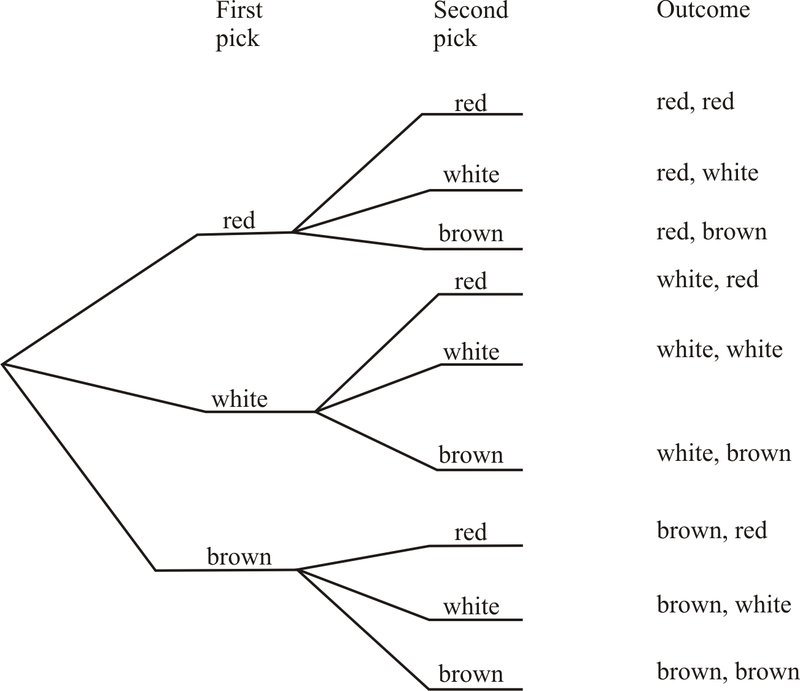 First pick
Second pick
Outcome
red
red, red
white
red, white
red
brown
red, brown
red
white, red
white
white, white
white
brown
white, brown
red
brown, red
brown
white
brown, white
brown
brown, brown